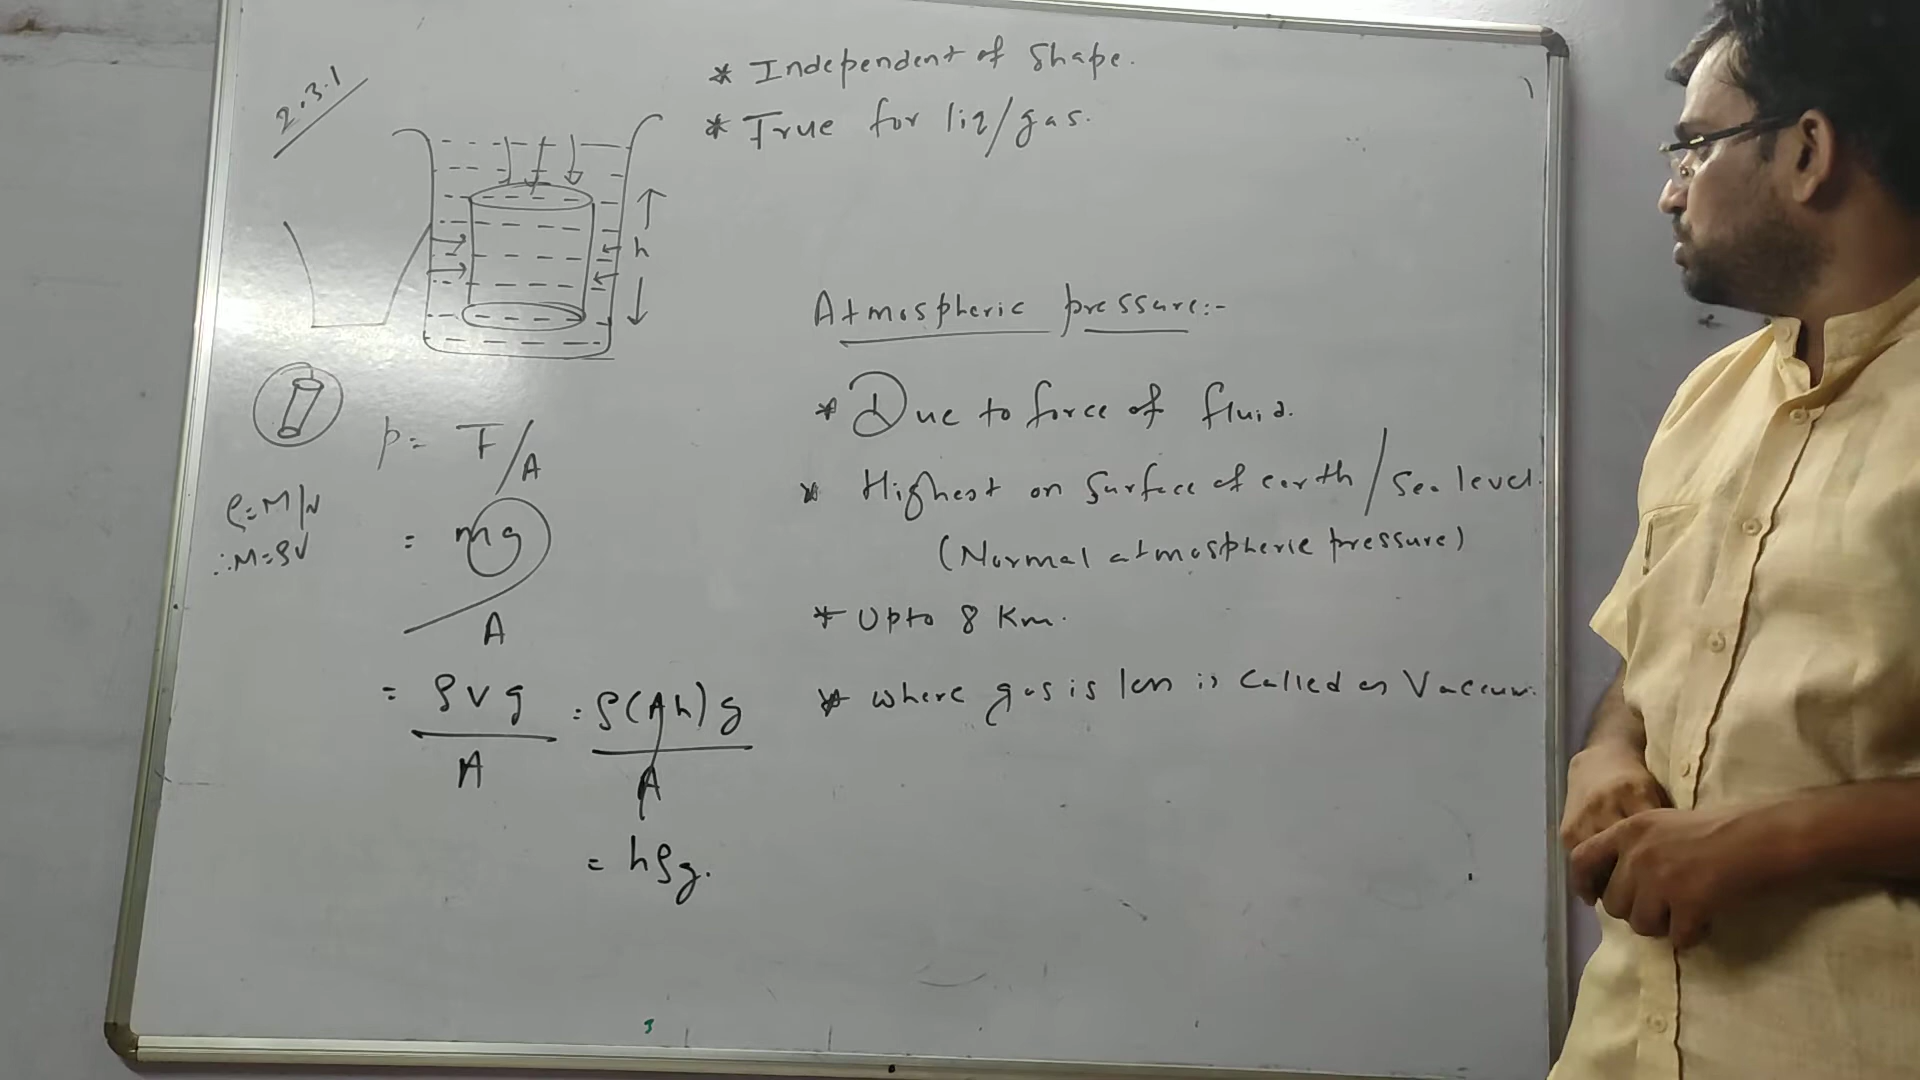 2.3.1
* Independent of Shape.
* True for liq/gas.
h
p = F/A
ρ=M/V
∴M=ρV
= mg
A
= ρVg
A
= ρ(Ah)g
A
= hρg.
Atmospheric pressure:-
* Due to force of fluid.
* Highest on Surface of earth/Sea level.
(Normal atmospheric pressure)
* Upto 8 Km.
* where gas is less is Called as Vaccum.